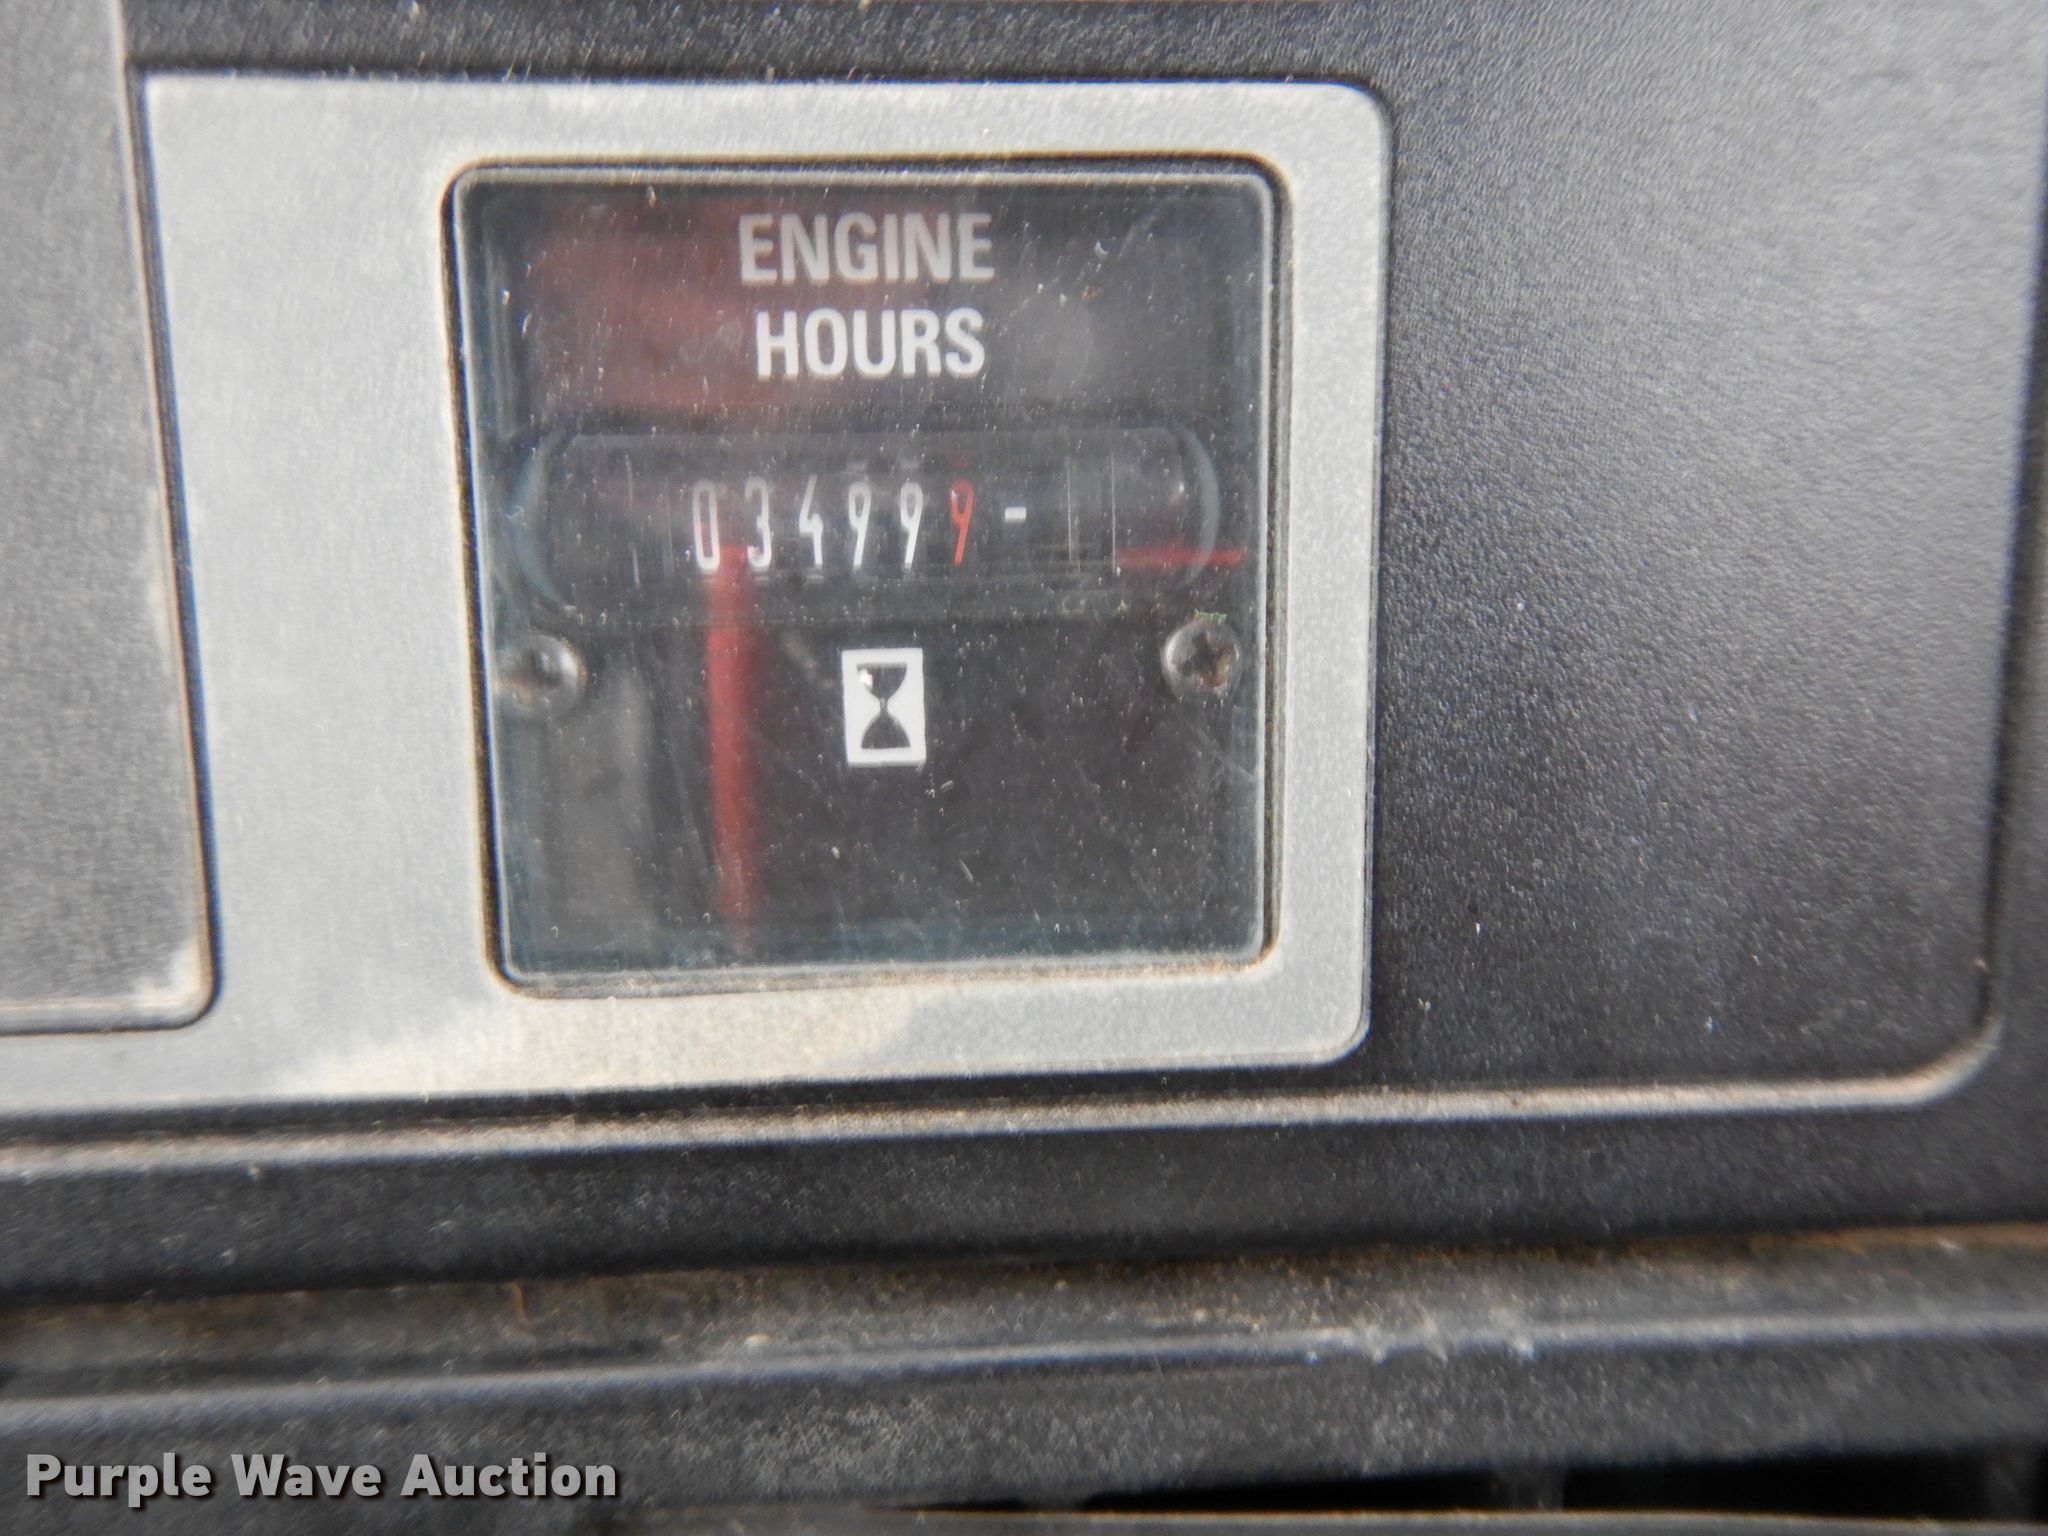 ENGINE
HOURS
034999
Purple Wave Auction